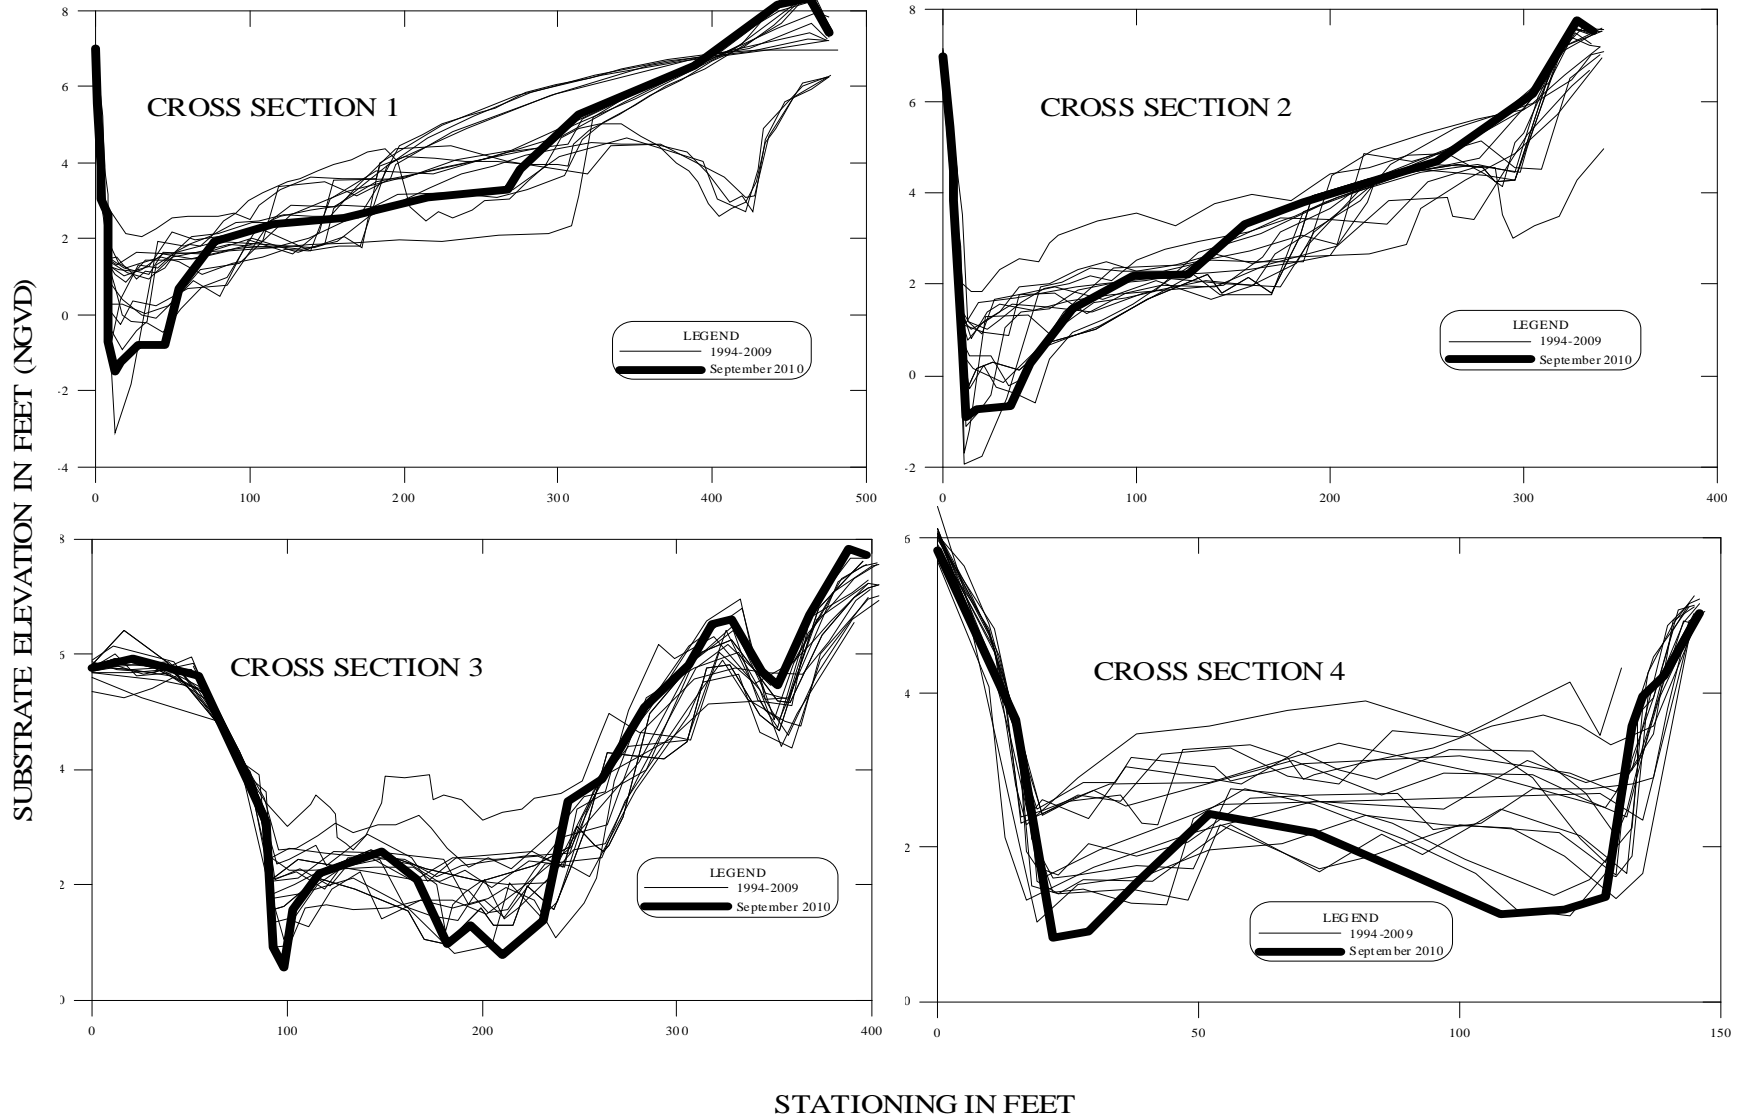 SUBSTRATE ELEVATION IN FEET (NGVD)
8
6
4
2
0
-2
-4
0 100 200 300 400 500
CROSS SECTION 1
LEGEND
1994-2009
September 2010
8
6
4
2
0
-2
0 100 200 300 400
CROSS SECTION 2
LEGEND
1994-2009
September 2010
8
6
4
2
0
0 100 200 300 400
CROSS SECTION 3
LEGEND
1994-2009
September 2010
6
4
2
0
0 50 100 150
CROSS SECTION 4
LEGEND
1994-2009
September 2010
STATIONING IN FEET